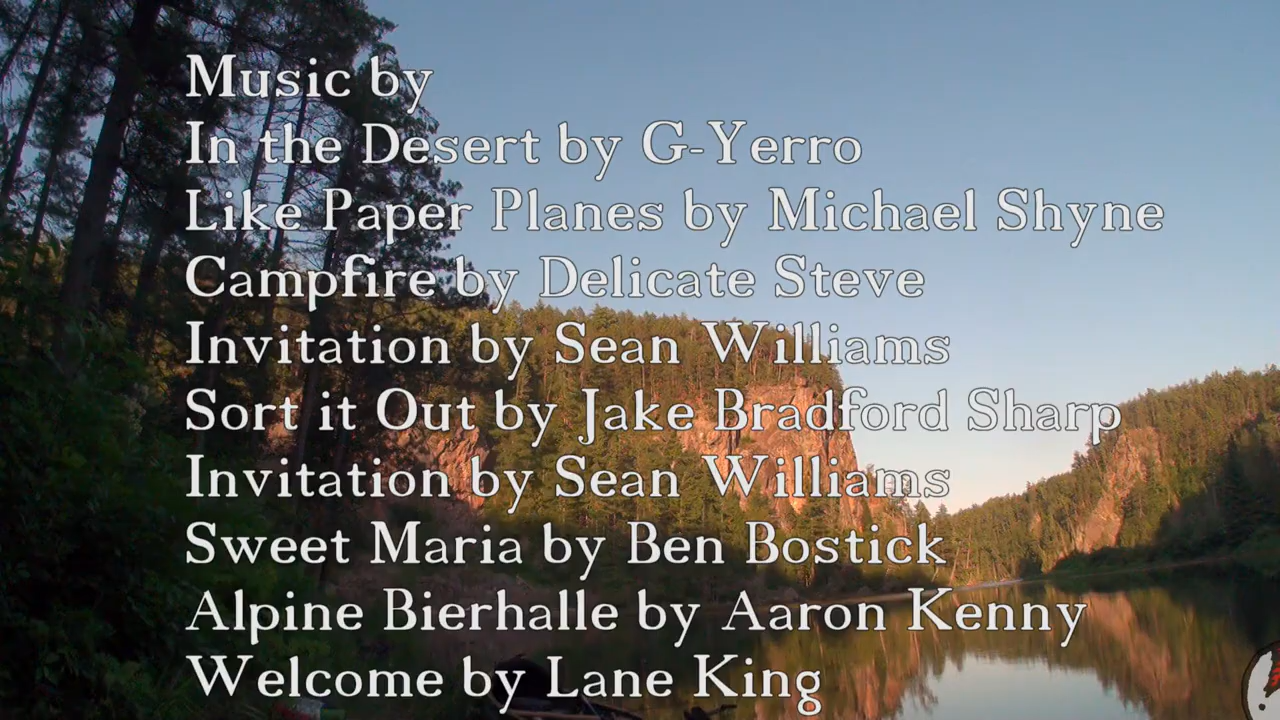 Music by
In the Desert by G-Yerro
Like Paper Planes by Michael Shyne
Campfire by Delicate Steve
Invitation by Sean Williams
Sort it Out by Jake Bradford Sharp
Invitation by Sean Williams
Sweet Maria by Ben Bostick
Alpine Bierhalle by Aaron Kenny
Welcome by Lane King